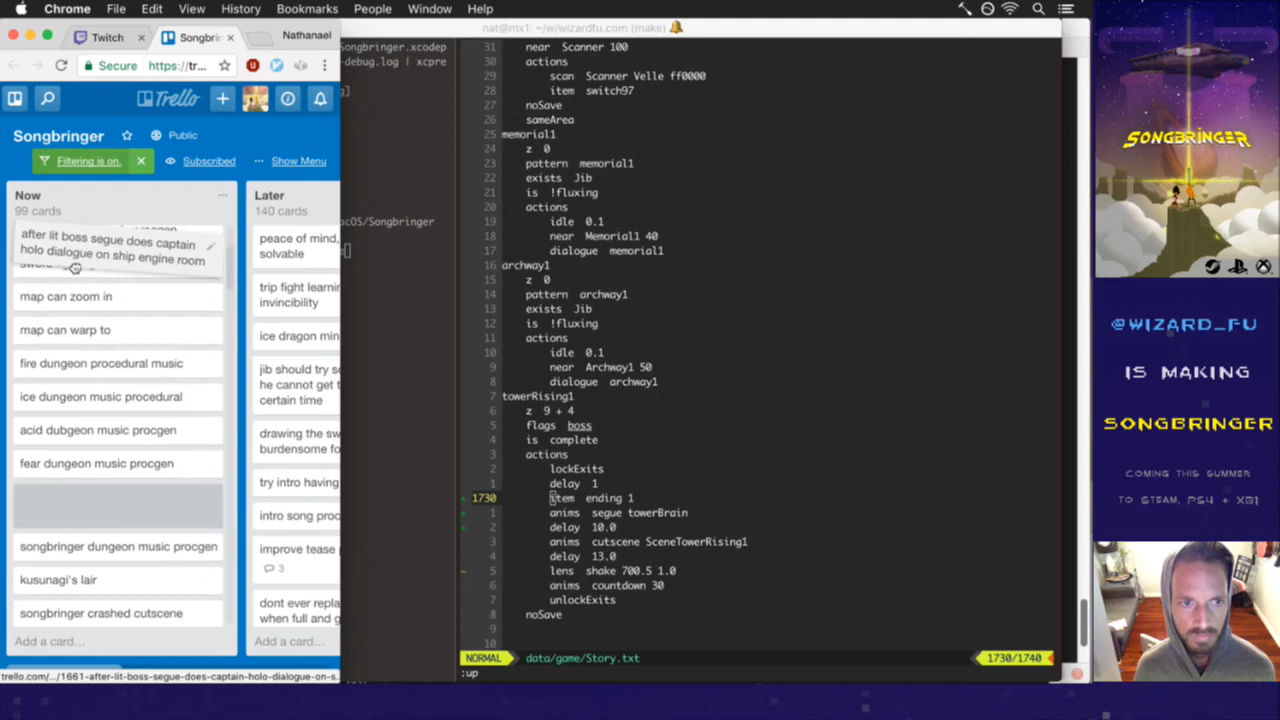 Chrome File Edit View History Bookmarks People Window Help
nat@mx1: ~/w/wizardfu.com (make)
Twitch
Songbrin
Nathanael
Secure https://tr...
Trello
Songbringer Public
Filtering is on. Subscribed ... Show Menu
Now
99 cards
after lit boss segue does captain
holo dialogue on ship engine room
map can zoom in
map can warp to
fire dungeon procedural music
ice dungeon music procedural
acid dubgeon music procgen
fear dungeon music procgen
songbringer dungeon music procgen
kusunagi's lair
songbringer crashed cutscene
Add a card...
Later
140 cards
peace of mind,
solvable
trip fight learnin
invincibility
ice dragon min
jib should try s
he cannot get t
certain time
drawing the sw
burdensome fo
try intro having
intro song proc
improve tease p
3
dont ever repla
when full and g
Add a card...
trello.com/.../1661-after-lit-boss-segue-does-captain-holo-dialogue-on-s...
Songbringer.xcodep
-debug.log | xcpre
cOS/Songbringer
31 near Scanner 100
30 actions
29 scan Scanner Velle ff0000
28 item switch97
27 noSave
26 sameArea
25 memorial1
24 z 0
23 pattern memorial1
22 exists Jib
21 is !fluxing
20 actions
19 idle 0.1
18 near Memorial1 40
17 dialogue memorial1
16 archway1
15 z 0
14 pattern archway1
13 exists Jib
12 is !fluxing
11 actions
10 idle 0.1
9 near Archway1 50
8 dialogue archway1
7 towerRising1
6 z 9 + 4
5 flags boss
4 is complete
3 actions
2 lockExits
1 delay 1
1730 item ending 1
1 anims segue towerBrain
2 delay 10.0
3 anims cutscene SceneTowerRising1
4 delay 13.0
5 lens shake 700.5 1.0
6 anims countdown 30
7 unlockExits
8 noSave
9
10
NORMAL data/game/Story.txt 1730/1740
:up
SONGBRINGER
@WIZARD_FU
IS MAKING
SONGBRINGER
COMING THIS SUMMER
TO STEAM, PS4 + XB1